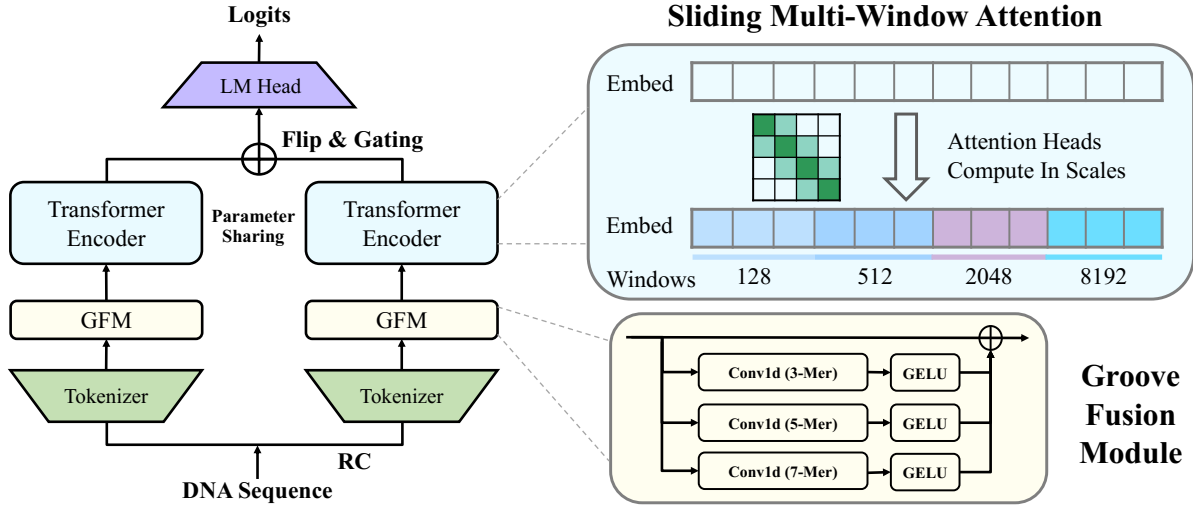 Logits
LM Head
Flip & Gating
Transformer
Encoder
Parameter
Sharing
Transformer
Encoder
GFM
GFM
Tokenizer
Tokenizer
RC
DNA Sequence
Sliding Multi-Window Attention
Embed
Attention Heads
Compute In Scales
Embed
Windows 128 512 2048 8192
Conv1d (3-Mer) GELU
Conv1d (5-Mer) GELU
Conv1d (7-Mer) GELU
Groove
Fusion
Module